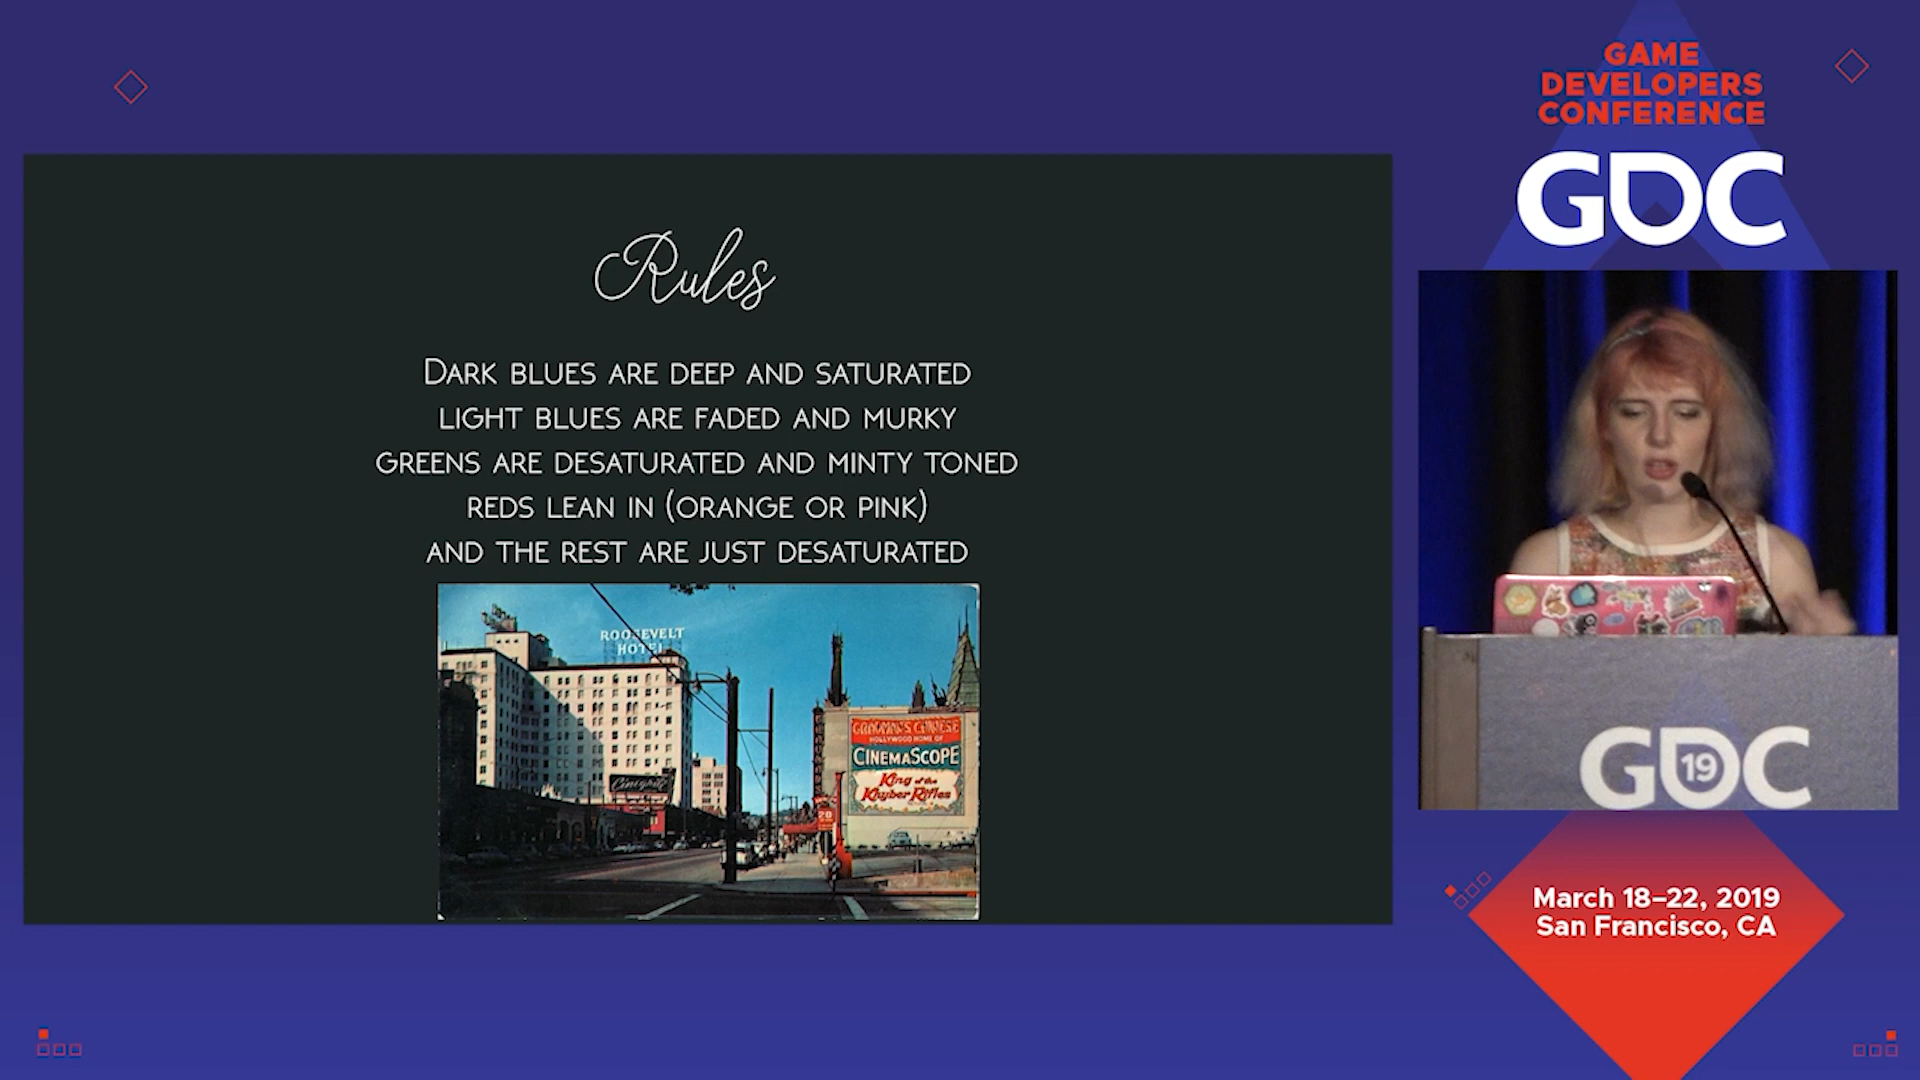 GAME
DEVELOPERS
CONFERENCE
GDC
Rules
DARK BLUES ARE DEEP AND SATURATED
LIGHT BLUES ARE FADED AND MURKY
GREENS ARE DESATURATED AND MINTY TONED
REDS LEAN IN (ORANGE OR PINK)
AND THE REST ARE JUST DESATURATED
ROOSEVELT
HOTEL
Cinegrill
GRAUMAN'S CHINESE
HOLLYWOOD HOME OF
CINEMASCOPE
King of the
Khyber Rifles
20
GDC
19
March 18–22, 2019
San Francisco, CA